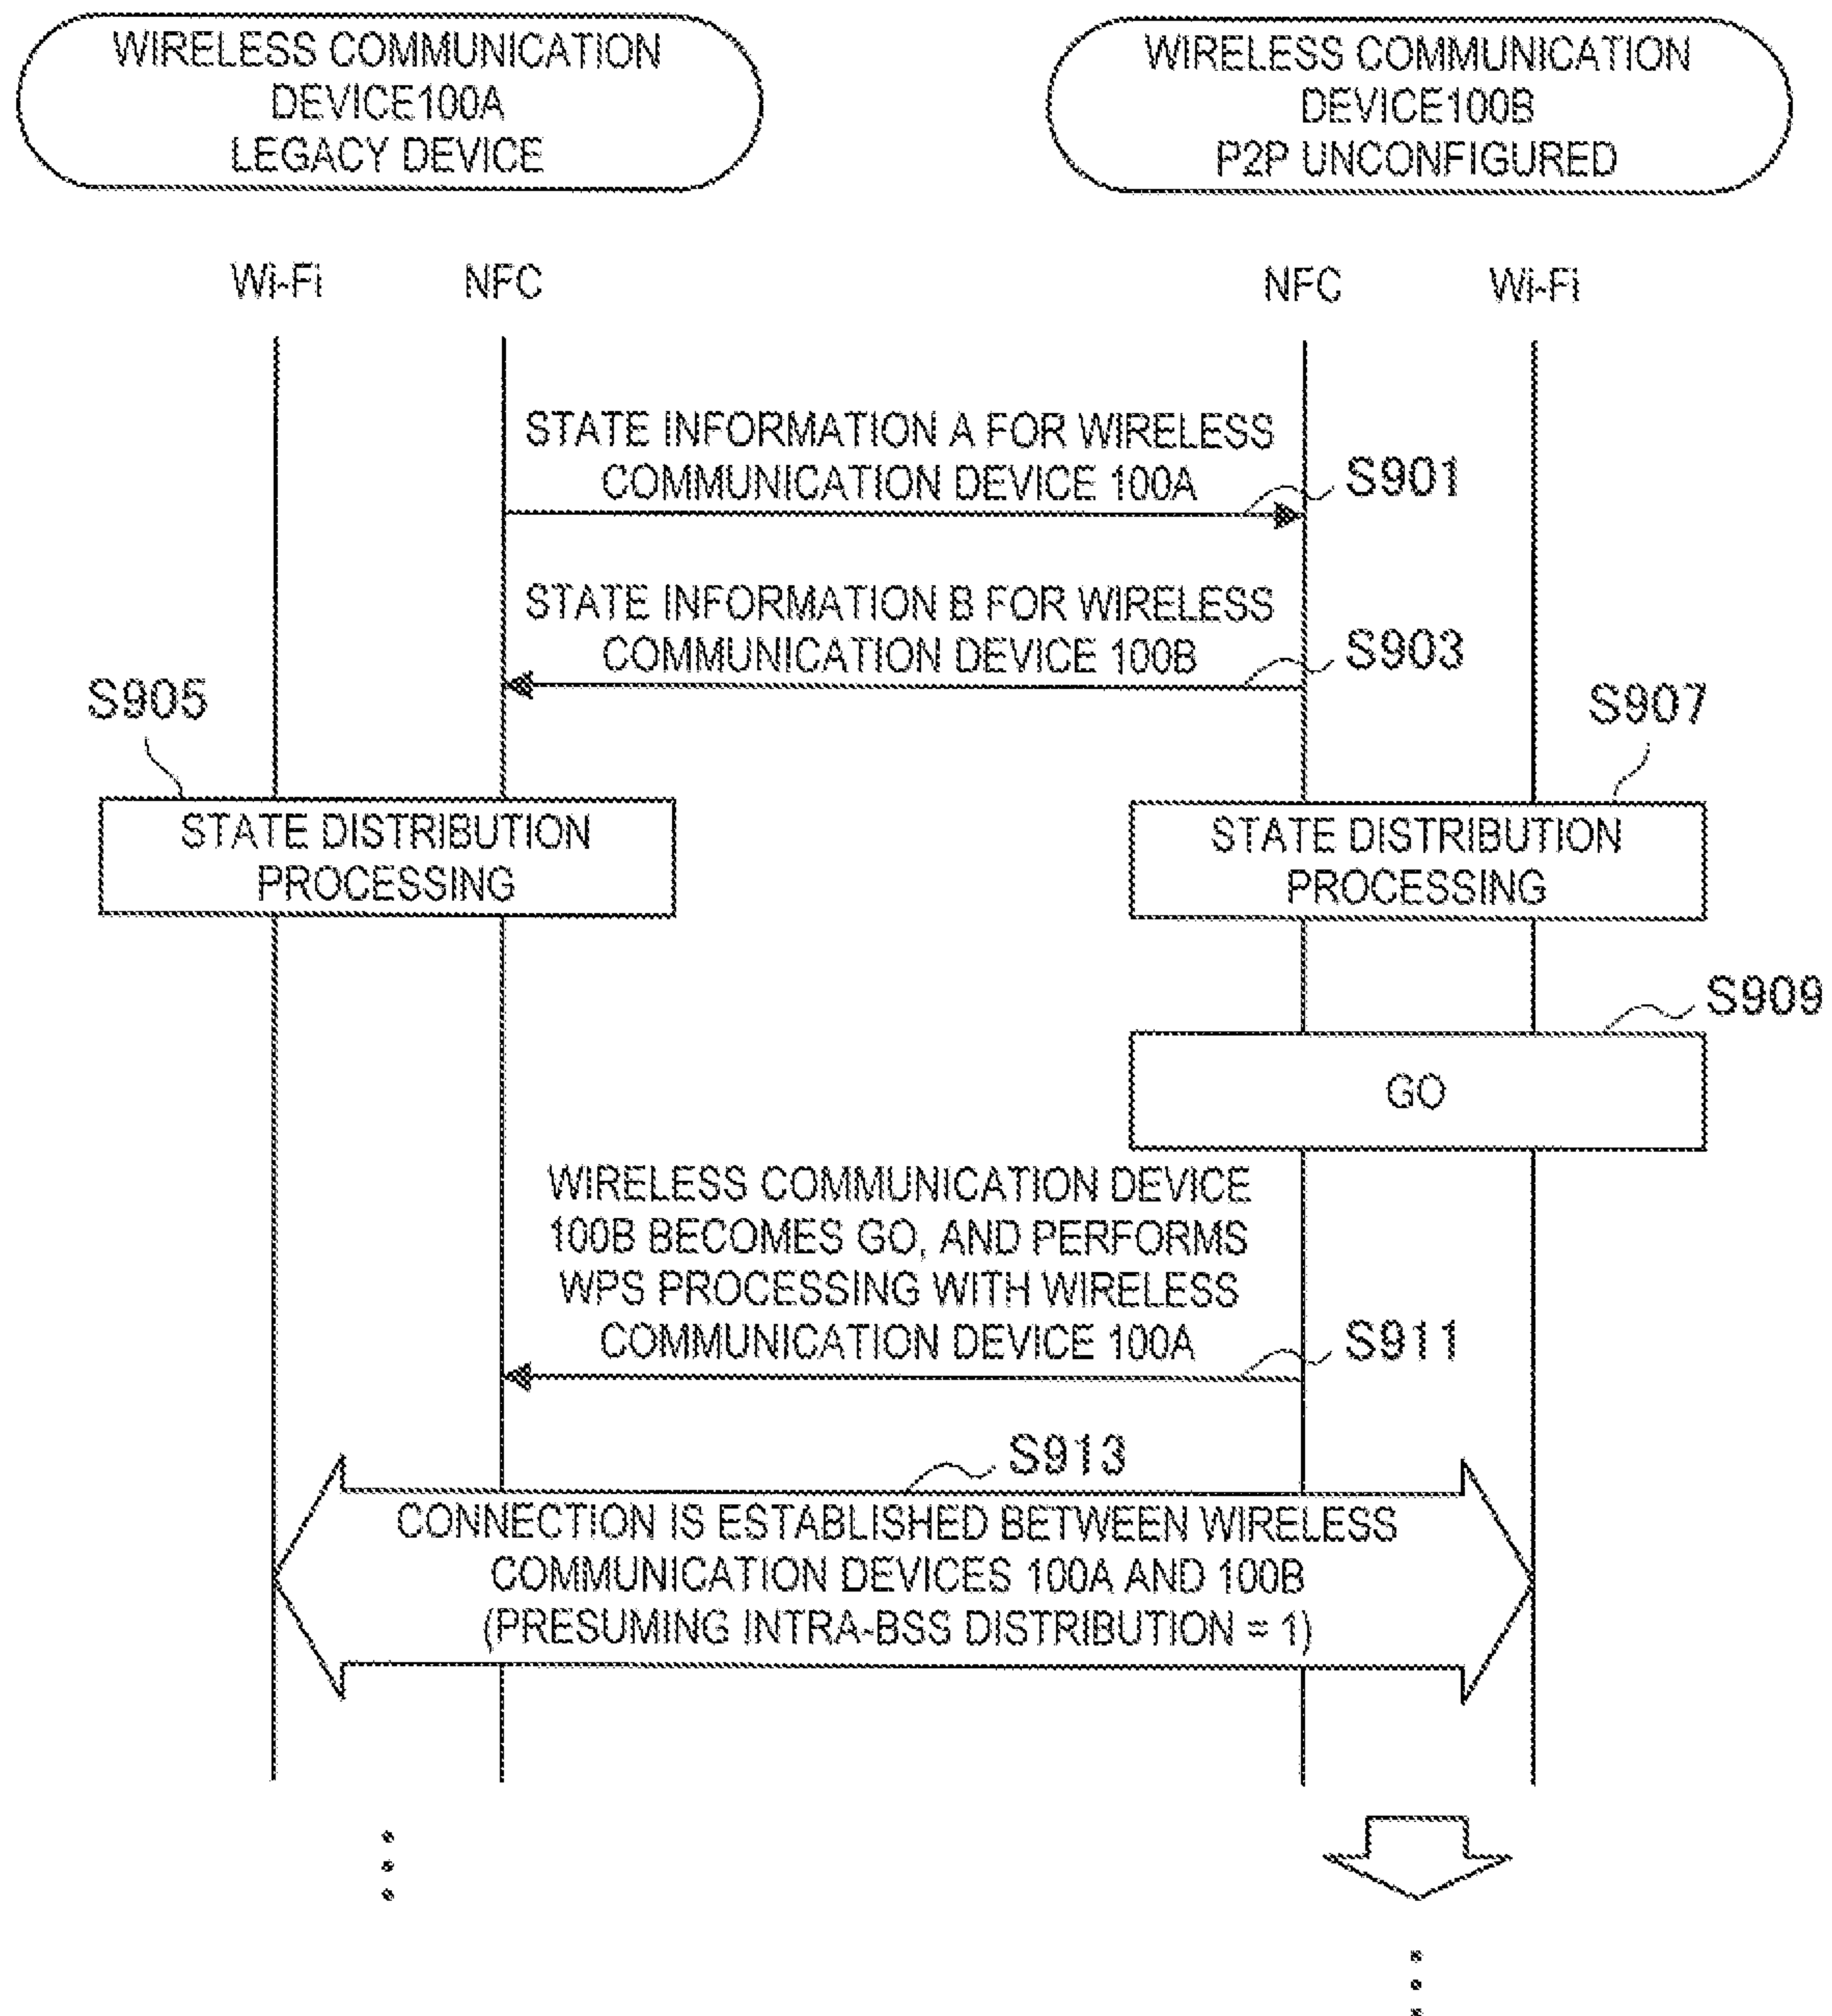 WIRELESS COMMUNICATION
DEVICE100A
LEGACY DEVICE
WIRELESS COMMUNICATION
DEVICE100B
P2P UNCONFIGURED
Wi-Fi
NFC
NFC
Wi-Fi
STATE INFORMATION A FOR WIRELESS
COMMUNICATION DEVICE 100A
S901
STATE INFORMATION B FOR WIRELESS
COMMUNICATION DEVICE 100B
S903
S905
S907
STATE DISTRIBUTION
PROCESSING
STATE DISTRIBUTION
PROCESSING
S909
GO
WIRELESS COMMUNICATION DEVICE
100B BECOMES GO, AND PERFORMS
WPS PROCESSING WITH WIRELESS
COMMUNICATION DEVICE 100A
S911
S913
CONNECTION IS ESTABLISHED BETWEEN WIRELESS
COMMUNICATION DEVICES 100A AND 100B
(PRESUMING INTRA-BSS DISTRIBUTION = 1)